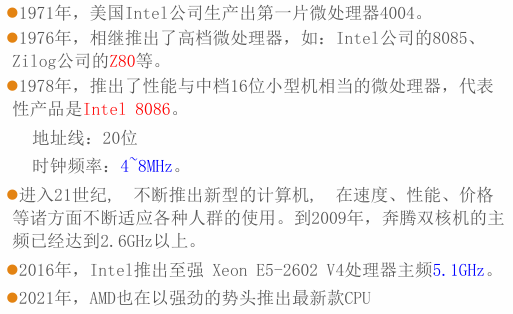 ●1971年，美国Intel公司生产出第一片微处理器4004。
●1976年，相继推出了高档微处理器，如：Intel公司的8085、
Zilog公司的Z80等。
●1978年，推出了性能与中档16位小型机相当的微处理器，代表
性产品是Intel 8086。
地址线：20位
时钟频率：4~8MHz。
●进入21世纪， 不断推出新型的计算机， 在速度、性能、价格
等诸方面不断适应各种人群的使用。到2009年，奔腾双核机的主
频已经达到2.6GHz以上。
●2016年，Intel推出至强 Xeon E5-2602 V4处理器主频5.1GHz。
●2021年，AMD也在以强劲的势头推出最新款CPU